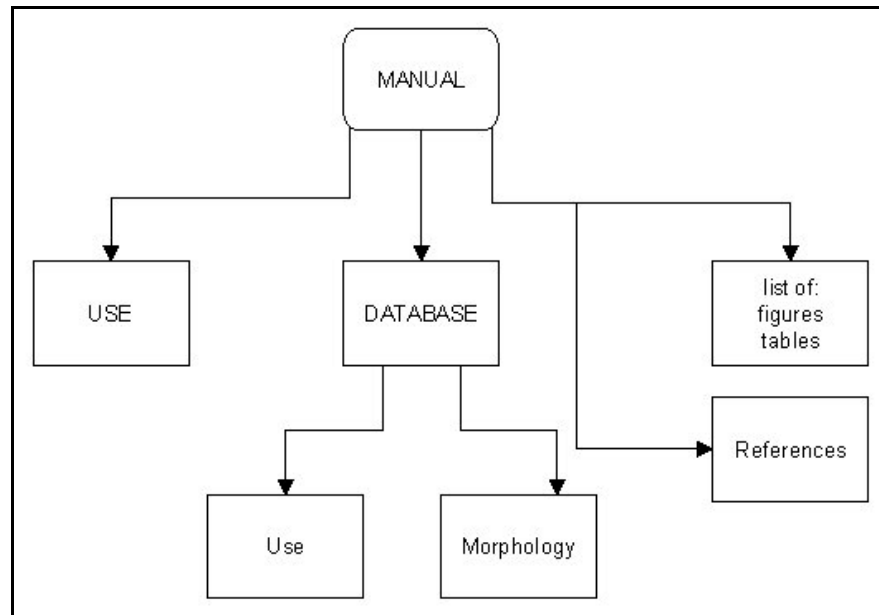 MANUAL
USE
DATABASE
list of:
figures
tables
References
Use
Morphology